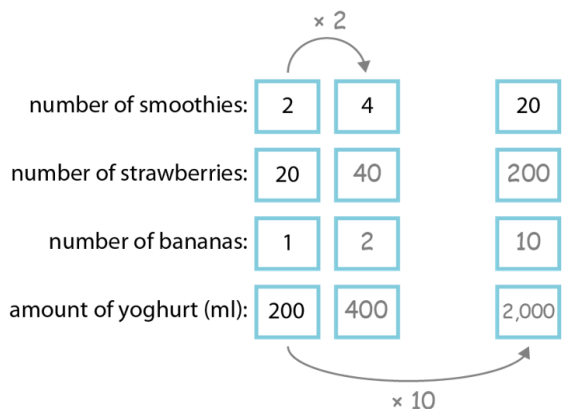 × 2
number of smoothies: 2 4 20
number of strawberries: 20 40 200
number of bananas: 1 2 10
amount of yoghurt (ml): 200 400 2,000
× 10